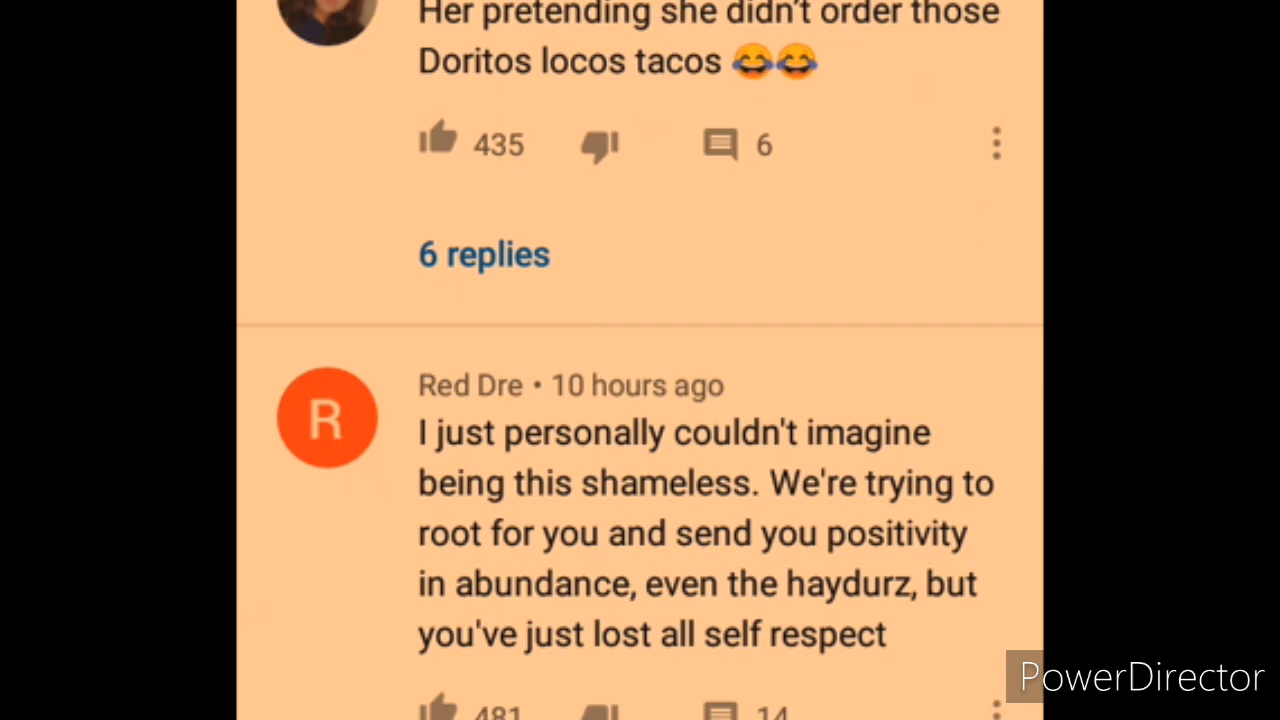 Her pretending she didn't order those
Doritos locos tacos 😂😂
435
6
6 replies
R
Red Dre • 10 hours ago
I just personally couldn't imagine
being this shameless. We're trying to
root for you and send you positivity
in abundance, even the haydurz, but
you've just lost all self respect
481
14
PowerDirector